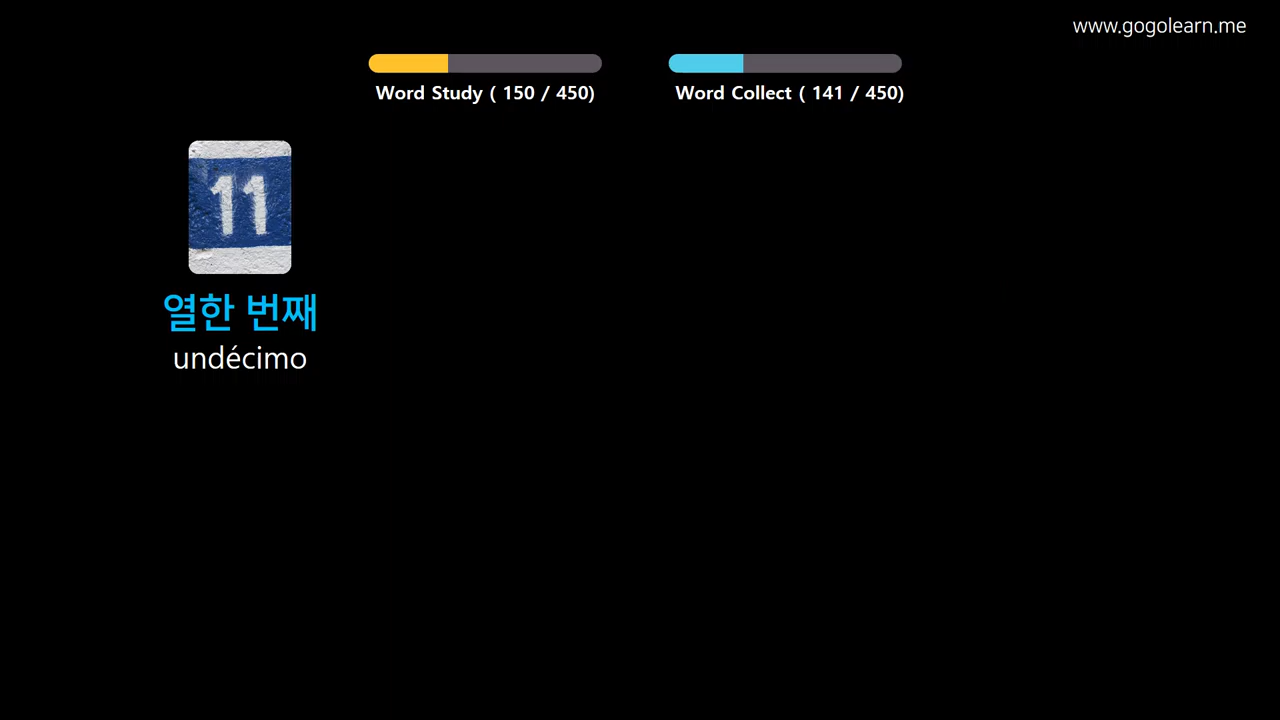 www.gogolearn.me
Word Study ( 150 / 450)
Word Collect ( 141 / 450)
11
열한 번째
undécimo